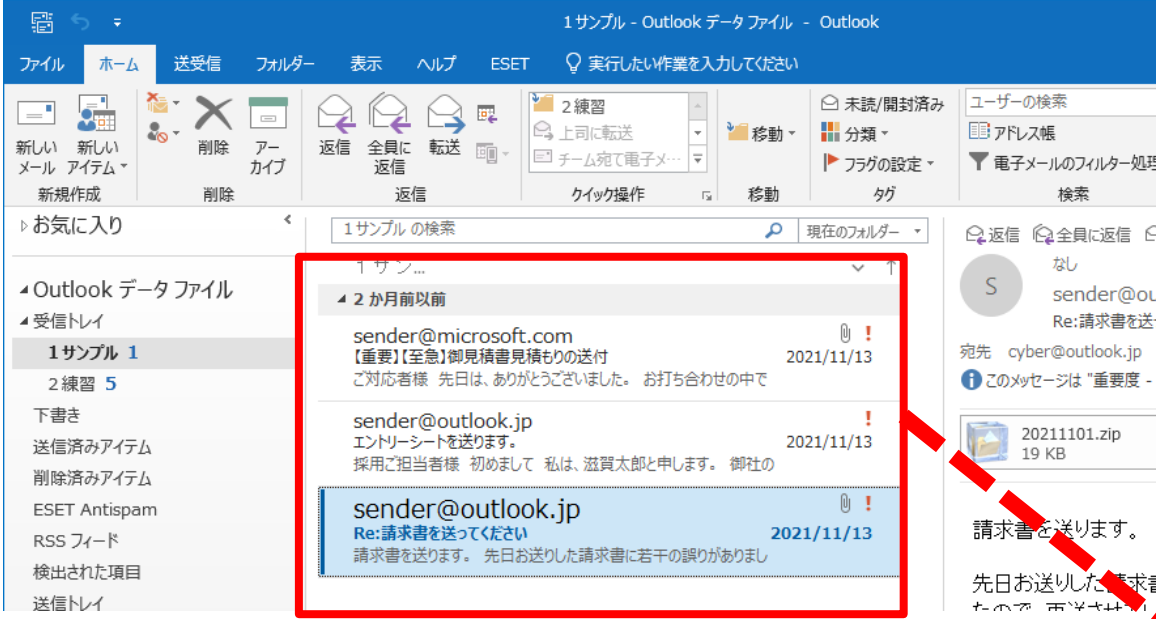 1サンプル - Outlook データ ファイル - Outlook
ファイル ホーム 送受信 フォルダー 表示 ヘルプ ESET 実行したい作業を入力してください
新しい メール
新しい アイテム
削除
アー カイブ
返信
全員に 返信
転送
2練習
上司に転送
チーム宛て電子メ…
移動
未読/開封済み
分類
フラグの設定
ユーザーの検索
アドレス帳
電子メールのフィルター処理
新規作成 削除 返信 クイック操作 移動 タグ 検索
お気に入り
Outlook データ ファイル
受信トレイ
1サンプル 1
2練習 5
下書き
送信済みアイテム
削除済みアイテム
ESET Antispam
RSS フィード
検出された項目
送信トレイ
1サンプル の検索 現在のフォルダー
1サン...
2 か月前以前
sender@microsoft.com
【重要】【至急】御見積書見積もりの送付 2021/11/13
ご対応者様 先日は、ありがとうございました。 お打ち合わせの中で
sender@outlook.jp
エントリーシートを送ります。 2021/11/13
採用ご担当者様 初めまして 私は、滋賀太郎と申します。 御社の
sender@outlook.jp
Re:請求書を送ってください 2021/11/13
請求書を送ります。 先日お送りした請求書に若干の誤りがありまし
返信 全員に返信
なし
S
sender@ou
Re:請求書を送っ
宛先 cyber@outlook.jp
このメッセージは "重要度 -
20211101.zip
19 KB
請求書を送ります。
先日お送りした請求書
たので、再送させ